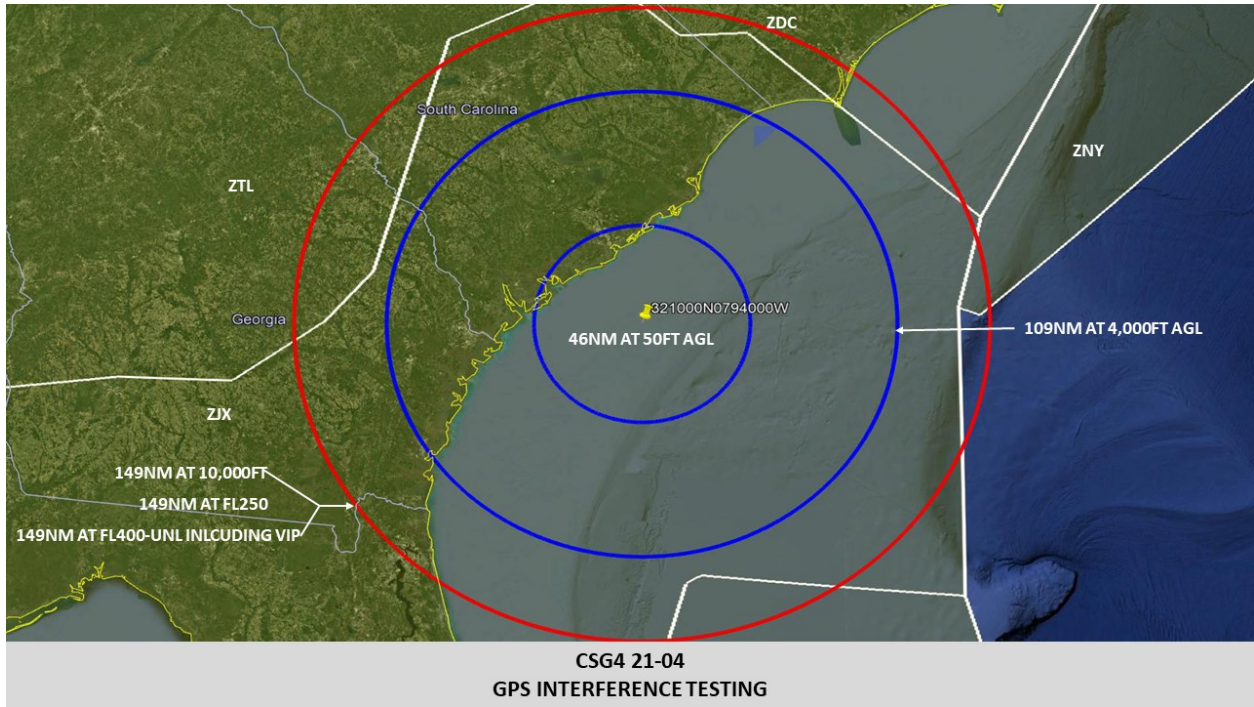 ZDC
South Carolina
ZNY
ZTL
321000N0794000W
Georgia
46NM AT 50FT AGL
109NM AT 4,000FT AGL
ZJX
149NM AT 10,000FT
149NM AT FL250
149NM AT FL400-UNL INLCUDING VIP
CSG4 21-04
GPS INTERFERENCE TESTING